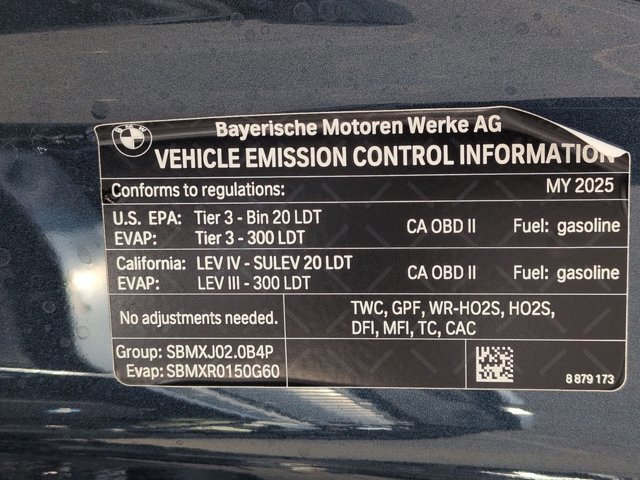 BMW
Bayerische Motoren Werke AG
VEHICLE EMISSION CONTROL INFORMATION
Conforms to regulations: MY 2025
U.S. EPA: Tier 3 - Bin 20 LDT CA OBD II Fuel: gasoline
EVAP: Tier 3 - 300 LDT
California: LEV IV - SULEV 20 LDT CA OBD II Fuel: gasoline
EVAP: LEV III - 300 LDT
No adjustments needed. TWC, GPF, WR-HO2S, HO2S,
DFI, MFI, TC, CAC
Group: SBMXJ02.0B4P
Evap: SBMXR0150G60 8 879 173